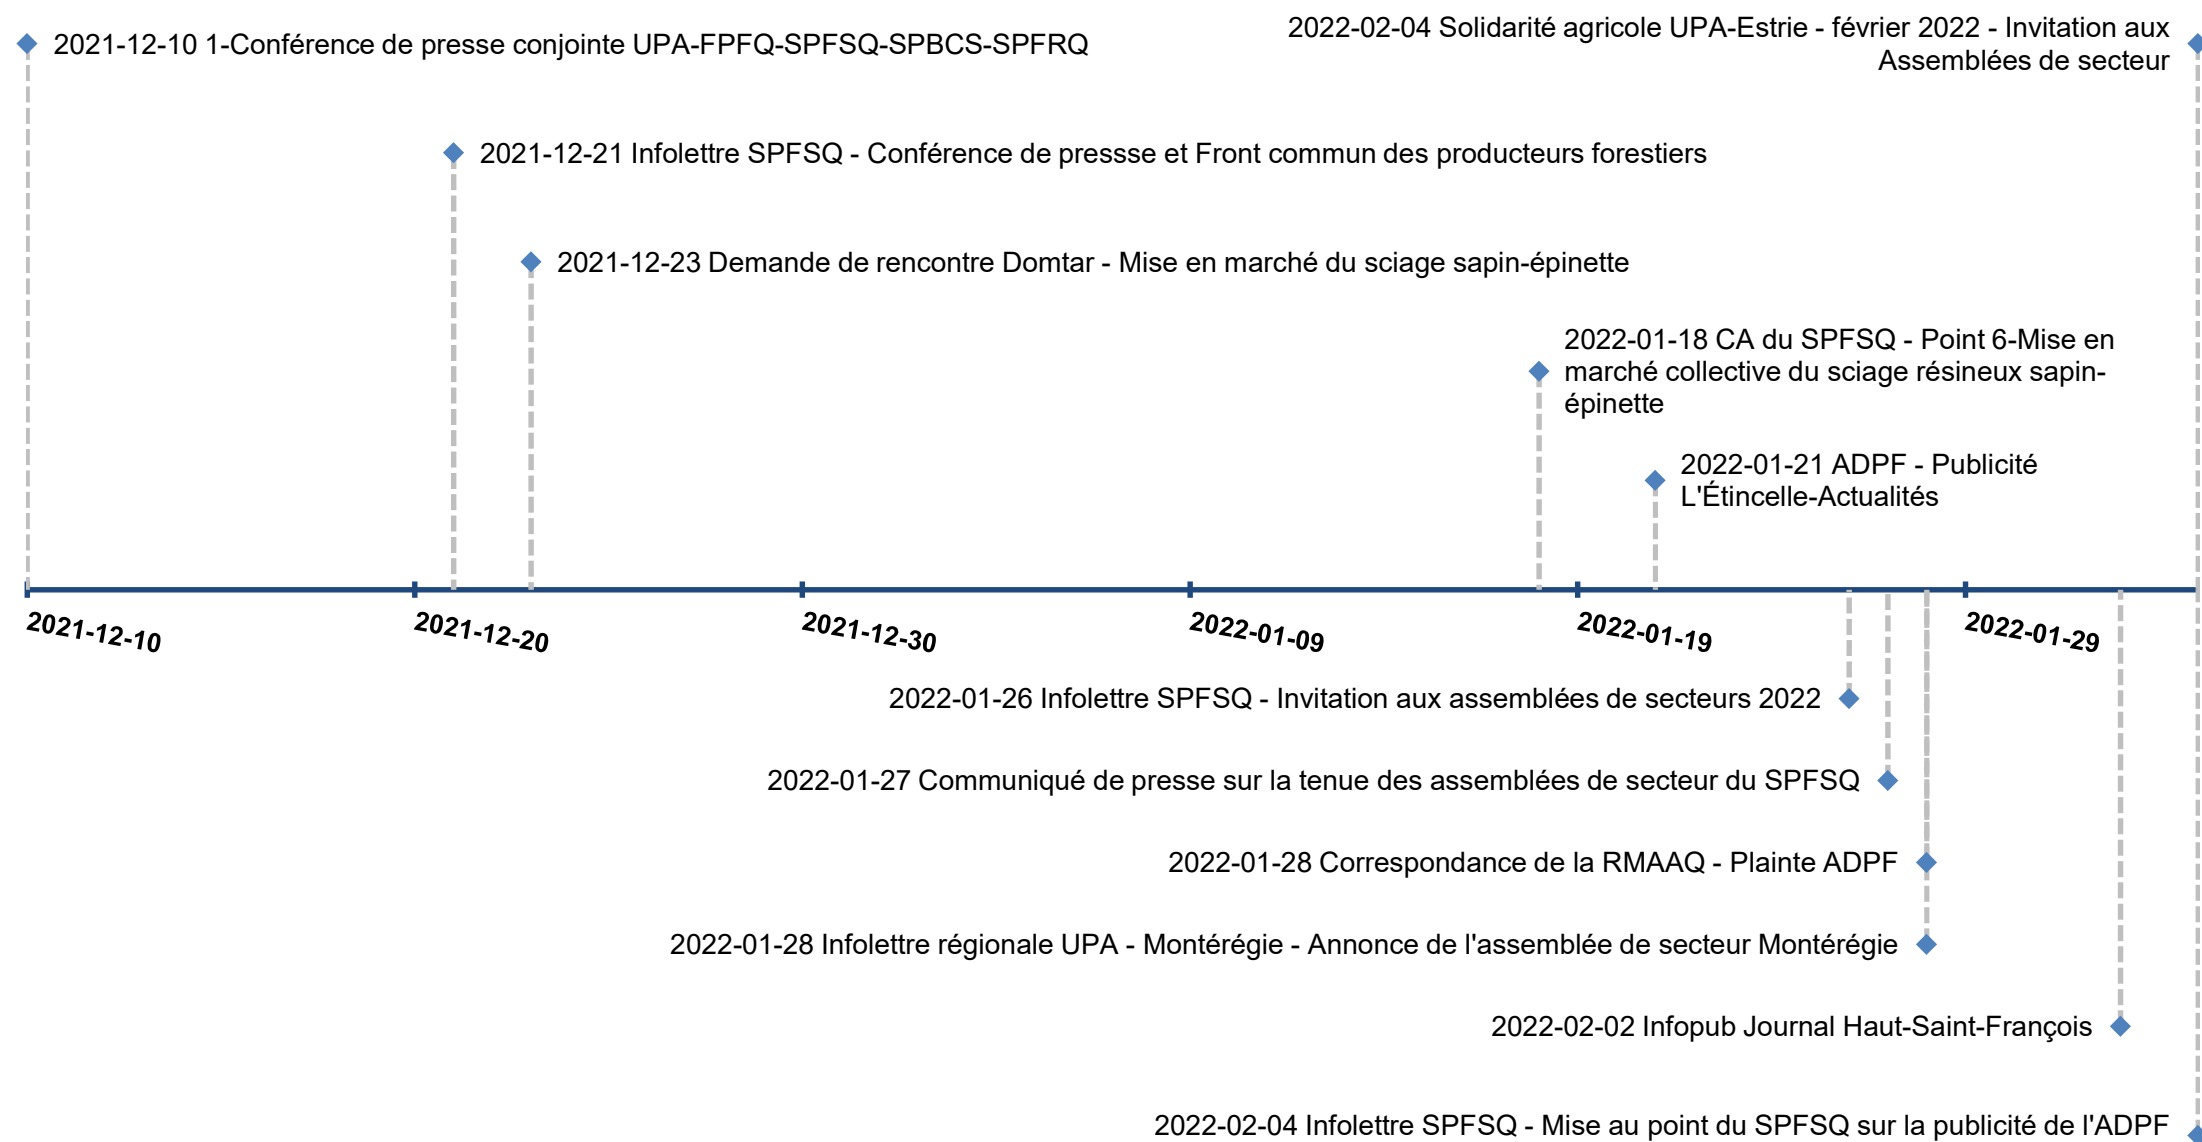 2021-12-10 1-Conférence de presse conjointe UPA-FPFQ-SPFSQ-SPBCS-SPFRQ
2022-02-04 Solidarité agricole UPA-Estrie - février 2022 - Invitation aux
Assemblées de secteur
2021-12-21 Infolettre SPFSQ - Conférence de pressse et Front commun des producteurs forestiers
2021-12-23 Demande de rencontre Domtar - Mise en marché du sciage sapin-épinette
2022-01-18 CA du SPFSQ - Point 6-Mise en
marché collective du sciage résineux sapin-
épinette
2022-01-21 ADPF - Publicité
L'Étincelle-Actualités
2021-12-10
2021-12-20
2021-12-30
2022-01-09
2022-01-19
2022-01-29
2022-01-26 Infolettre SPFSQ - Invitation aux assemblées de secteurs 2022
2022-01-27 Communiqué de presse sur la tenue des assemblées de secteur du SPFSQ
2022-01-28 Correspondance de la RMAAQ - Plainte ADPF
2022-01-28 Infolettre régionale UPA - Montérégie - Annonce de l'assemblée de secteur Montérégie
2022-02-02 Infopub Journal Haut-Saint-François
2022-02-04 Infolettre SPFSQ - Mise au point du SPFSQ sur la publicité de l'ADPF